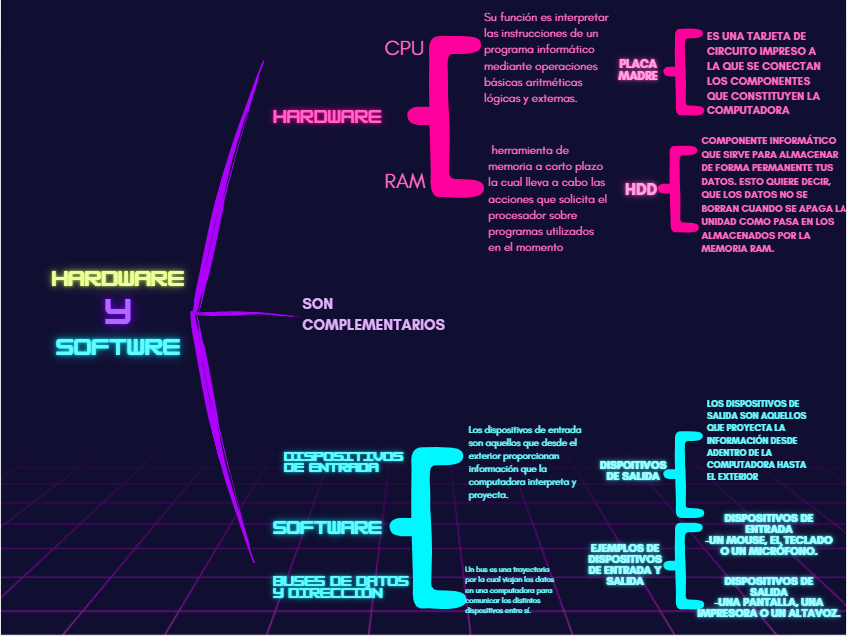 HARDWARE
Y
SOFTWRE
HARDWARE
CPU
Su función es interpretar
las instrucciones de un
programa informático
mediante operaciones
básicas aritméticas
lógicas y externas.
RAM
herramienta de
memoria a corto plazo
la cual lleva a cabo las
acciones que solicita el
procesador sobre
programas utilizados
en el momento
PLACA
MADRE
ES UNA TARJETA DE
CIRCUITO IMPRESO A
LA QUE SE CONECTAN
LOS COMPONENTES
QUE CONSTITUYEN LA
COMPUTADORA
HDD
COMPONENTE INFORMÁTICO
QUE SIRVE PARA ALMACENAR
DE FORMA PERMANENTE TUS
DATOS. ESTO QUIERE DECIR,
QUE LOS DATOS NO SE
BORRAN CUANDO SE APAGA LA
UNIDAD COMO PASA EN LOS
ALMACENADOS POR LA
MEMORIA RAM.
SON
COMPLEMENTARIOS
SOFTWARE
DISPOSITIVOS
DE ENTRADA
Los dispositivos de entrada
son aquellos que desde el
exterior proporcionan
información que la
computadora interpreta y
proyecta.
BUSES DE DATOS
Y DIRECCIÓN
Un bus es una trayectoria
por la cual viajan los datos
en una computadora para
comunicar los distintos
dispositivos entre sí.
DISPOITIVOS
DE SALIDA
LOS DISPOSITIVOS DE
SALIDA SON AQUELLOS
QUE PROYECTA LA
INFORMACIÓN DESDE
ADENTRO DE LA
COMPUTADORA HASTA
EL EXTERIOR
EJEMPLOS DE
DISPOSITIVOS
DE ENTRADA Y
SALIDA
DISPOSITIVOS DE
ENTRADA
-UN MOUSE, EL TECLADO
O UN MICRÓFONO.
DISPOSITIVOS DE
SALIDA
-UNA PANTALLA, UNA
IMPRESORA O UN ALTAVOZ.